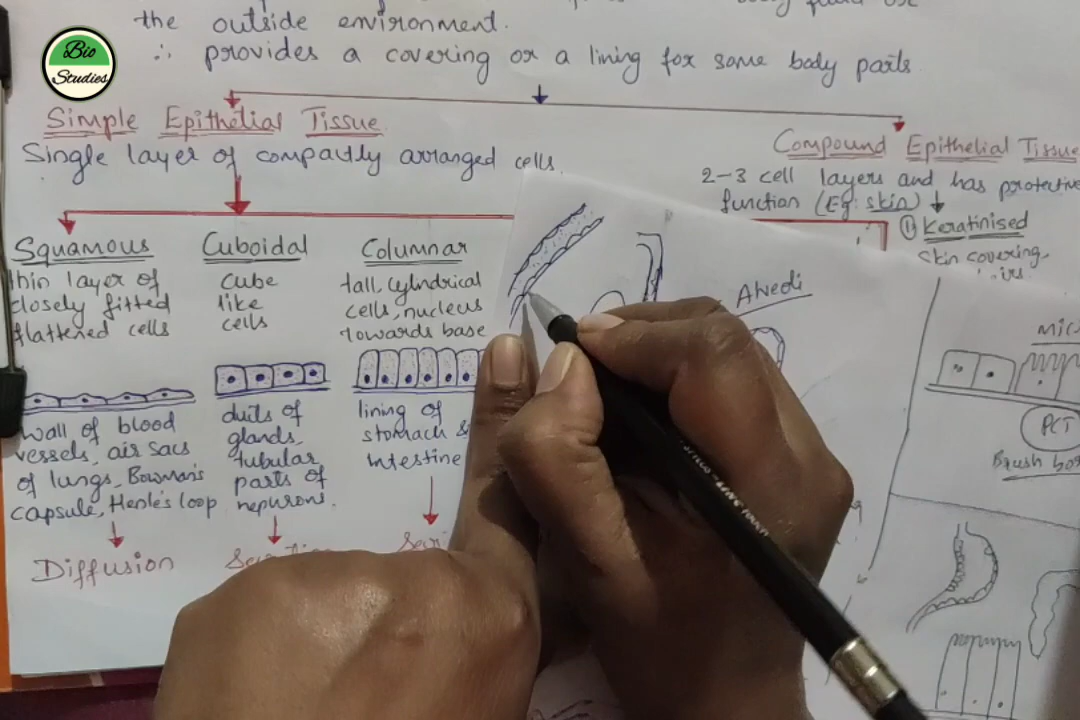 the outside environment.
∴ provides a covering or a lining for some body parts
Bio
Studies
Simple Epithelial Tissue
Single layer of compactly arranged cells.
Compound Epithelial Tissue
2-3 cell layers and has protective
function (Eg: skin)
① Keratinised
Skin covering,
Squamous
thin layer of
closely fitted
flattened cells
wall of blood
vessels, air sacs
of lungs, Bowman's
capsule, Henle's loop
Diffusion
Cuboidal
Cube
like
cells
ducts of
glands,
tubular
parts of
nephrons.
Columnar
tall, cylindrical
cells, nucleus
towards base
lining of
stomach &
intestine
Alveoli
PCT